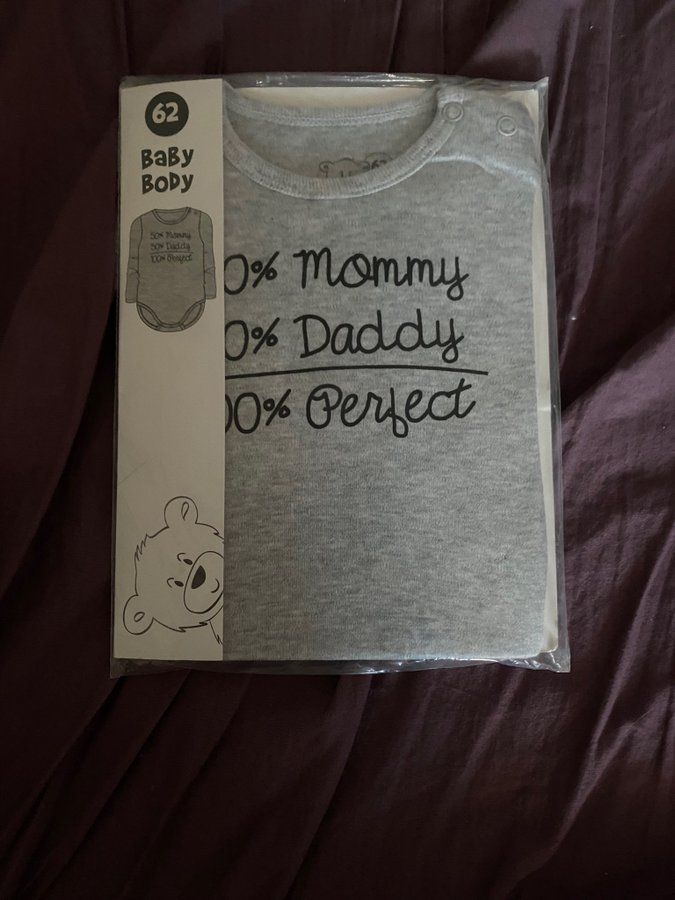 62
BaBY
BODY
50% Mommy
50% Daddy
100% Perfect
0% Mommy
0% Daddy
00% Perfect